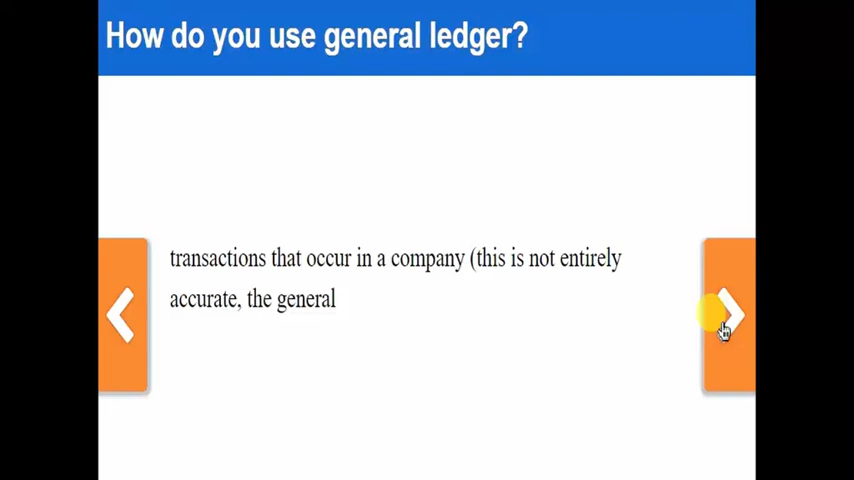 How do you use general ledger?
transactions that occur in a company (this is not entirely
accurate, the general